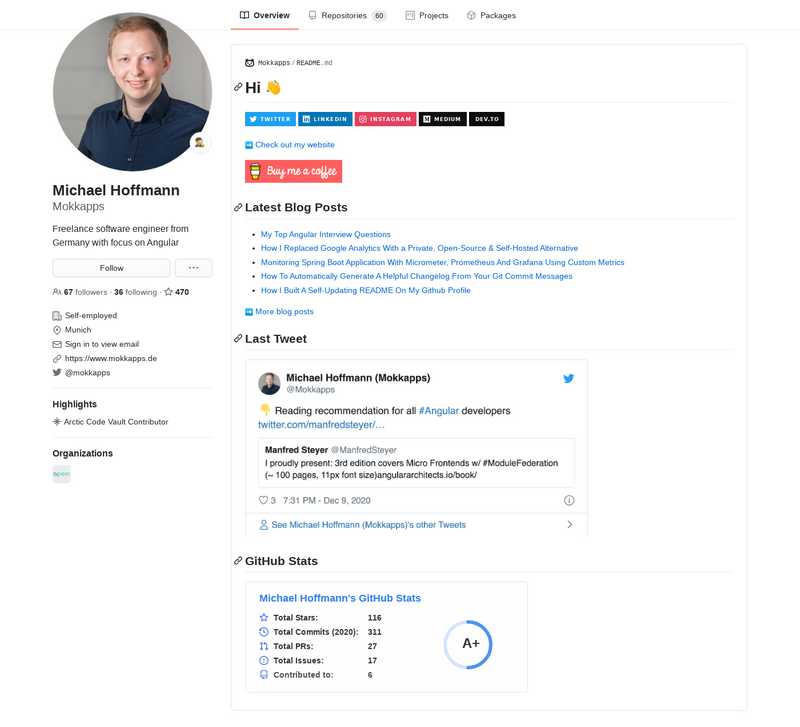 Overview
Repositories 60
Projects
Packages
Michael Hoffmann
Mokkapps
Freelance software engineer from
Germany with focus on Angular
Follow
67 followers · 36 following · 470
Self-employed
Munich
Sign in to view email
https://www.mokkapps.de
@mokkapps
Highlights
Arctic Code Vault Contributor
Organizations
Mokkapps/README.md
Hi 👋
TWITTER LINKEDIN INSTAGRAM MEDIUM DEV.TO
➡️ Check out my website
Buy me a coffee
Latest Blog Posts
• My Top Angular Interview Questions
• How I Replaced Google Analytics With a Private, Open-Source & Self-Hosted Alternative
• Monitoring Spring Boot Application With Micrometer, Prometheus And Grafana Using Custom Metrics
• How To Automatically Generate A Helpful Changelog From Your Git Commit Messages
• How I Built A Self-Updating README On My Github Profile
➡️ More blog posts
Last Tweet
Michael Hoffmann (Mokkapps)
@Mokkapps
👇 Reading recommendation for all #Angular developers
twitter.com/manfredsteyer/…
Manfred Steyer @ManfredSteyer
I proudly present: 3rd edition covers Micro Frontends w/ #ModuleFederation
(~ 100 pages, 11px font size)angulararchitects.io/book/
3 7:31 PM - Dec 9, 2020
See Michael Hoffmann (Mokkapps)'s other Tweets
GitHub Stats
Michael Hoffmann's GitHub Stats
Total Stars: 116
Total Commits (2020): 311
Total PRs: 27
Total Issues: 17
Contributed to: 6
A+